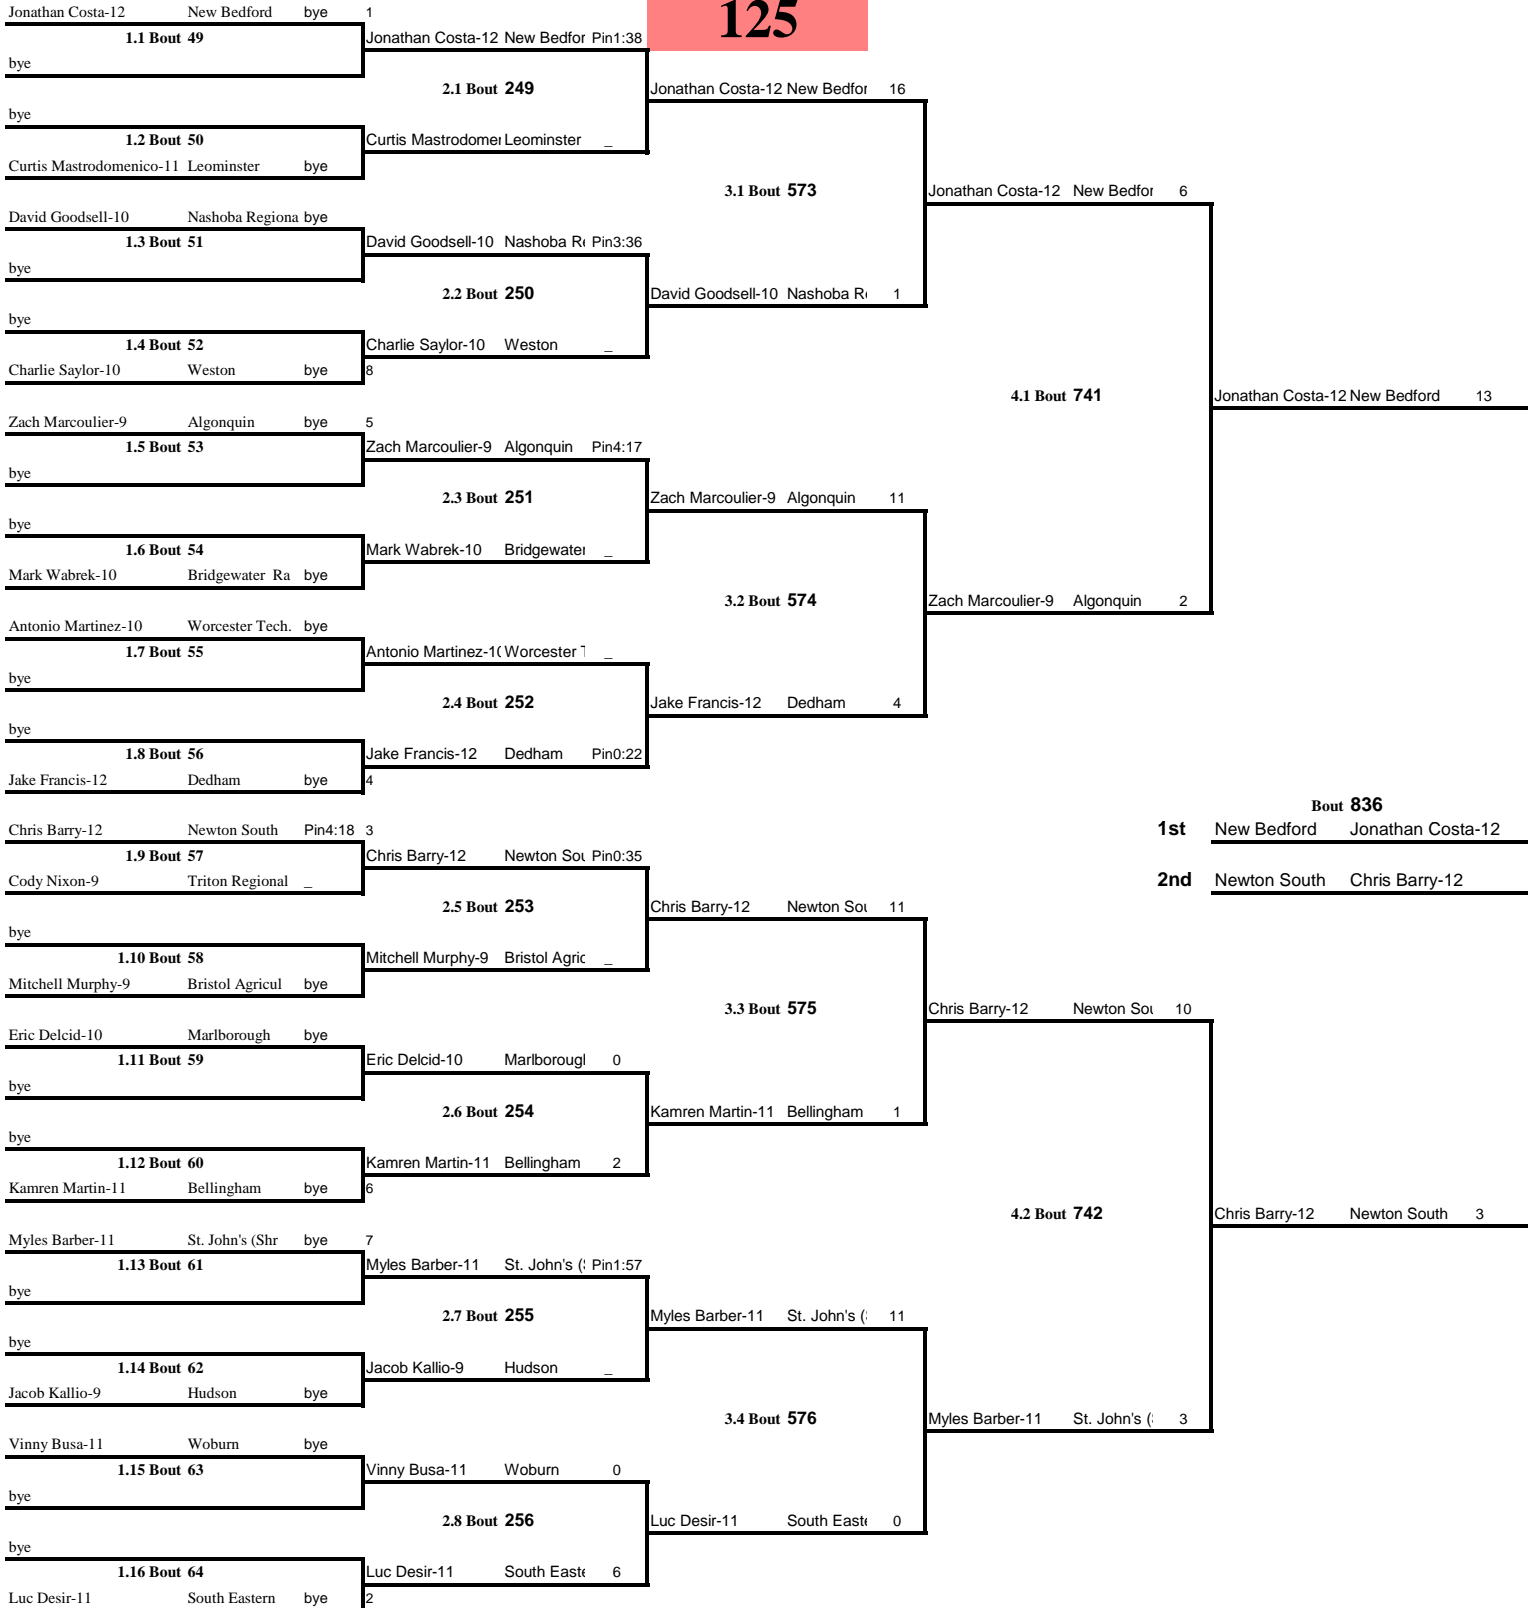 Jonathan Costa-12 New Bedford bye 1
125
1.1 Bout 49 Jonathan Costa-12 New Bedfor Pin1:38
bye
2.1 Bout 249 Jonathan Costa-12 New Bedfor 16
bye
1.2 Bout 50 Curtis Mastrodomen Leominster _
Curtis Mastrodomenico-11 Leominster bye
3.1 Bout 573 Jonathan Costa-12 New Bedfor 6
David Goodsell-10 Nashoba Regiona bye
1.3 Bout 51 David Goodsell-10 Nashoba Re Pin3:36
bye
2.2 Bout 250 David Goodsell-10 Nashoba Re 1
bye
1.4 Bout 52 Charlie Saylor-10 Weston _
Charlie Saylor-10 Weston bye 8
4.1 Bout 741 Jonathan Costa-12 New Bedford 13
Zach Marcoulier-9 Algonquin bye 5
1.5 Bout 53 Zach Marcoulier-9 Algonquin Pin4:17
bye
2.3 Bout 251 Zach Marcoulier-9 Algonquin 11
bye
1.6 Bout 54 Mark Wabrek-10 Bridgewater _
Mark Wabrek-10 Bridgewater Ra bye
3.2 Bout 574 Zach Marcoulier-9 Algonquin 2
Antonio Martinez-10 Worcester Tech. bye
1.7 Bout 55 Antonio Martinez-10 Worcester T _
bye
2.4 Bout 252 Jake Francis-12 Dedham 4
bye
1.8 Bout 56 Jake Francis-12 Dedham Pin0:22
Jake Francis-12 Dedham bye 4
Bout 836
Chris Barry-12 Newton South Pin4:18 3 1st New Bedford Jonathan Costa-12
1.9 Bout 57 Chris Barry-12 Newton Sou Pin0:35
Cody Nixon-9 Triton Regional _ 2nd Newton South Chris Barry-12
2.5 Bout 253 Chris Barry-12 Newton Sou 11
bye
1.10 Bout 58 Mitchell Murphy-9 Bristol Agric _
Mitchell Murphy-9 Bristol Agricul bye
3.3 Bout 575 Chris Barry-12 Newton Sou 10
Eric Delcid-10 Marlborough bye
1.11 Bout 59 Eric Delcid-10 Marlborough 0
bye
2.6 Bout 254 Kamren Martin-11 Bellingham 1
bye
1.12 Bout 60 Kamren Martin-11 Bellingham 2
Kamren Martin-11 Bellingham bye 6
4.2 Bout 742 Chris Barry-12 Newton South 3
Myles Barber-11 St. John's (Shr bye 7
1.13 Bout 61 Myles Barber-11 St. John's (S Pin1:57
bye
2.7 Bout 255 Myles Barber-11 St. John's (S 11
bye
1.14 Bout 62 Jacob Kallio-9 Hudson _
Jacob Kallio-9 Hudson bye
3.4 Bout 576 Myles Barber-11 St. John's (S 3
Vinny Busa-11 Woburn bye
1.15 Bout 63 Vinny Busa-11 Woburn 0
bye
2.8 Bout 256 Luc Desir-11 South Easte 0
bye
1.16 Bout 64 Luc Desir-11 South Easte 6
Luc Desir-11 South Eastern bye 2